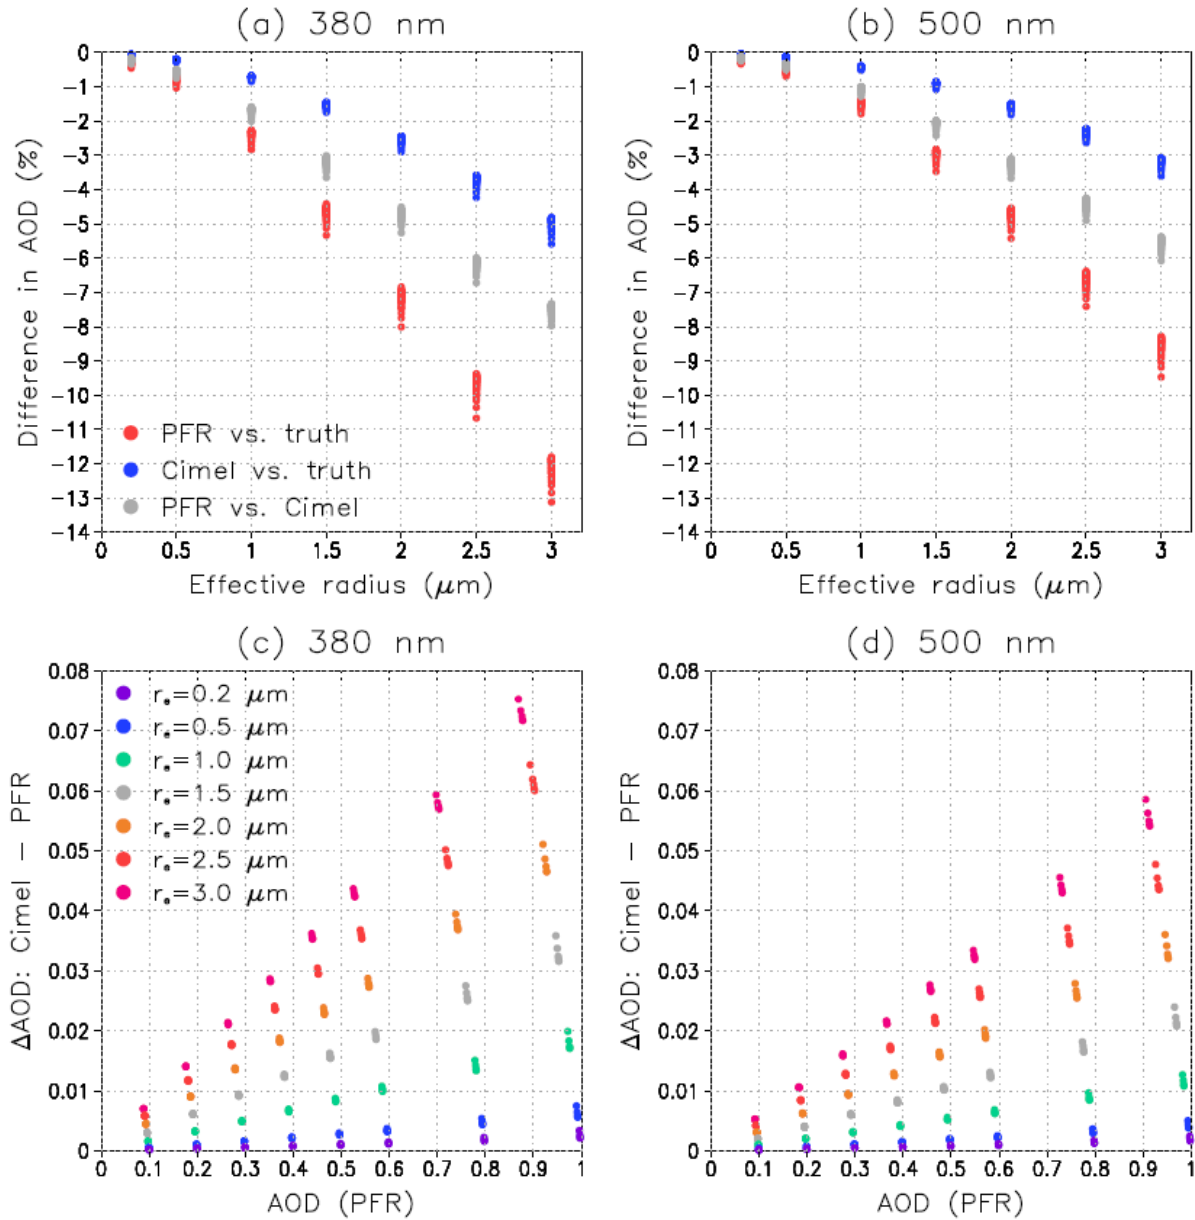 (a) 380 nm
(b) 500 nm
0
-1
-2
-3
-4
-5
-6
-7
-8
-9
-10
-11
-12
-13
-14
Difference in AOD (%)
PFR vs. truth
Cimel vs. truth
PFR vs. Cimel
0 0.5 1 1.5 2 2.5 3
Effective radius (μm)
0
-1
-2
-3
-4
-5
-6
-7
-8
-9
-10
-11
-12
-13
-14
Difference in AOD (%)
0 0.5 1 1.5 2 2.5 3
Effective radius (μm)
(c) 380 nm
(d) 500 nm
0.08
0.07
0.06
0.05
0.04
0.03
0.02
0.01
0
ΔAOD: Cimel – PFR
rₑ=0.2 μm
rₑ=0.5 μm
rₑ=1.0 μm
rₑ=1.5 μm
rₑ=2.0 μm
rₑ=2.5 μm
rₑ=3.0 μm
0 0.1 0.2 0.3 0.4 0.5 0.6 0.7 0.8 0.9 1
AOD (PFR)
0.08
0.07
0.06
0.05
0.04
0.03
0.02
0.01
0
ΔAOD: Cimel – PFR
0 0.1 0.2 0.3 0.4 0.5 0.6 0.7 0.8 0.9 1
AOD (PFR)